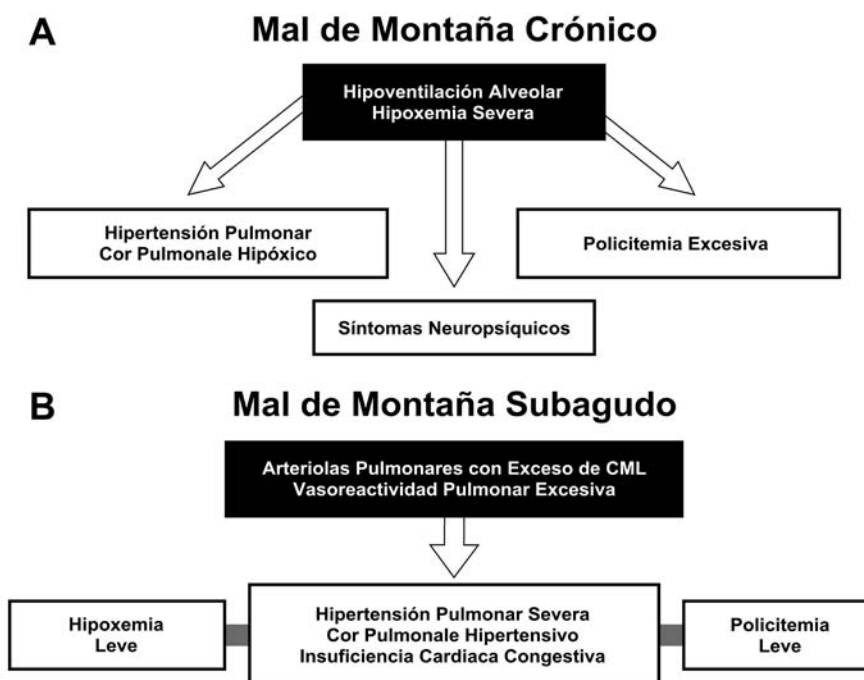 A
Mal de Montaña Crónico
Hipoventilación Alveolar
Hipoxemia Severa
Hipertensión Pulmonar
Cor Pulmonale Hipóxico
Policitemia Excesiva
Síntomas Neuropsíquicos
B
Mal de Montaña Subagudo
Arteriolas Pulmonares con Exceso de CML
Vasoreactividad Pulmonar Excesiva
Hipoxemia
Leve
Hipertensión Pulmonar Severa
Cor Pulmonale Hipertensivo
Insuficiencia Cardiaca Congestiva
Policitemia
Leve